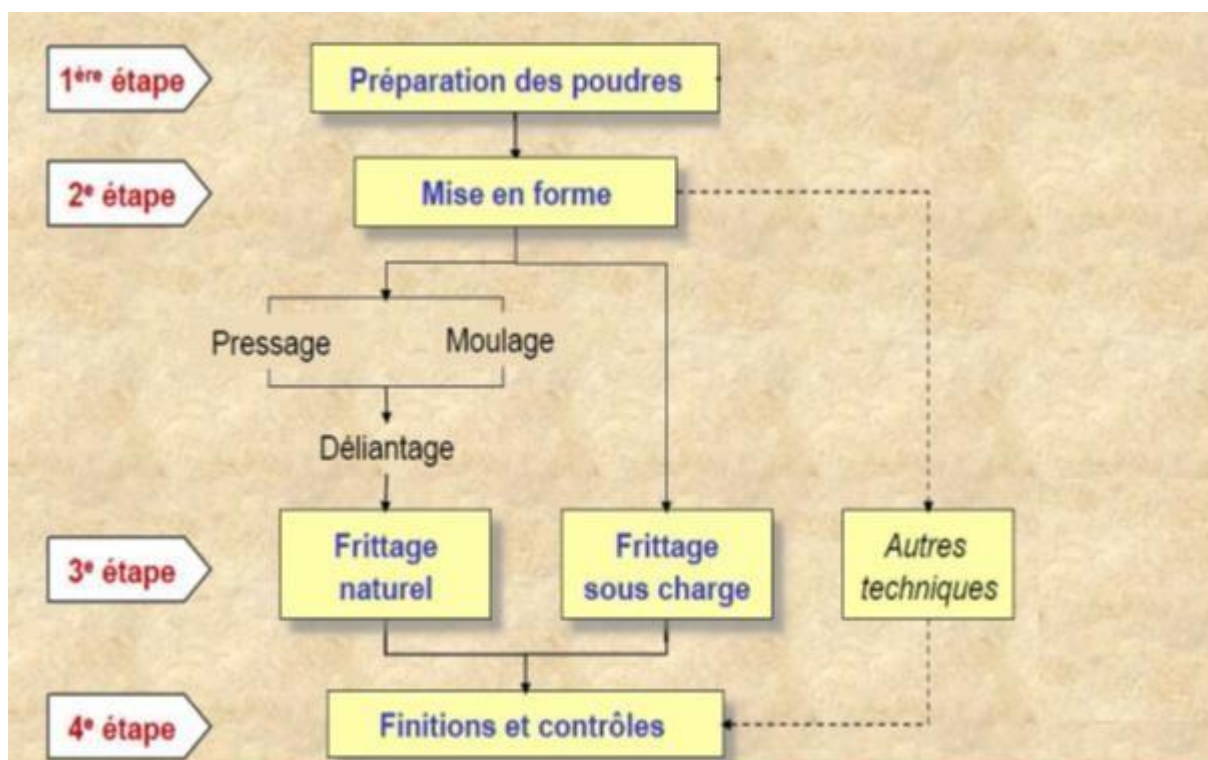 1ère étape
Préparation des poudres
2e étape
Mise en forme
Pressage
Moulage
Déliantage
3e étape
Frittage
naturel
Frittage
sous charge
Autres
techniques
4e étape
Finitions et contrôles